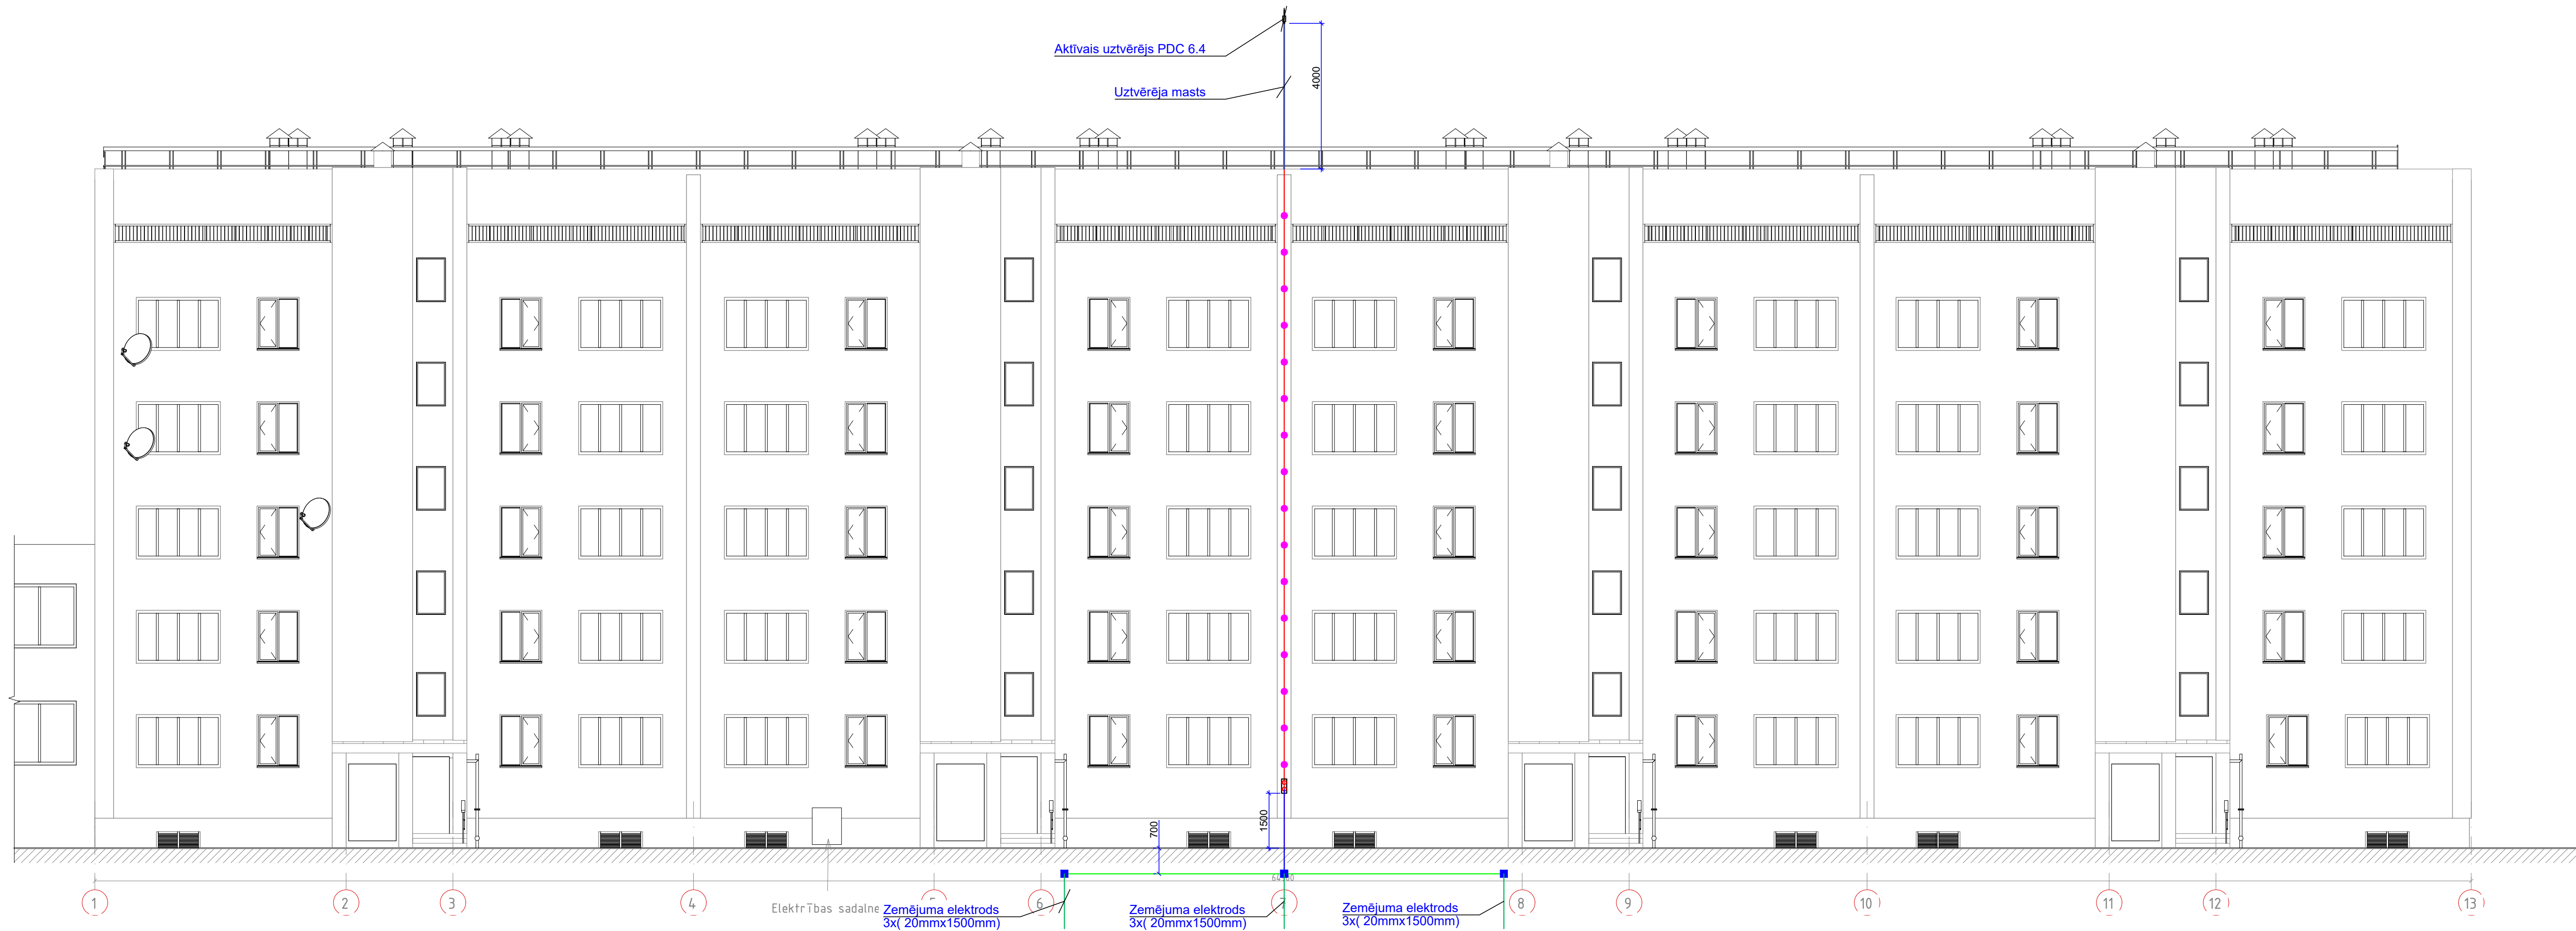 Aktīvais uztvērējs PDC 6.4
Uztvērēja masts
4000
1500
700
1
2
3
4
6
8
9
10
11
12
13
Elektrības sadalne
Zemējuma elektrods
3x( 20mmx1500mm)
Zemējuma elektrods
3x( 20mmx1500mm)
Zemējuma elektrods
3x( 20mmx1500mm)